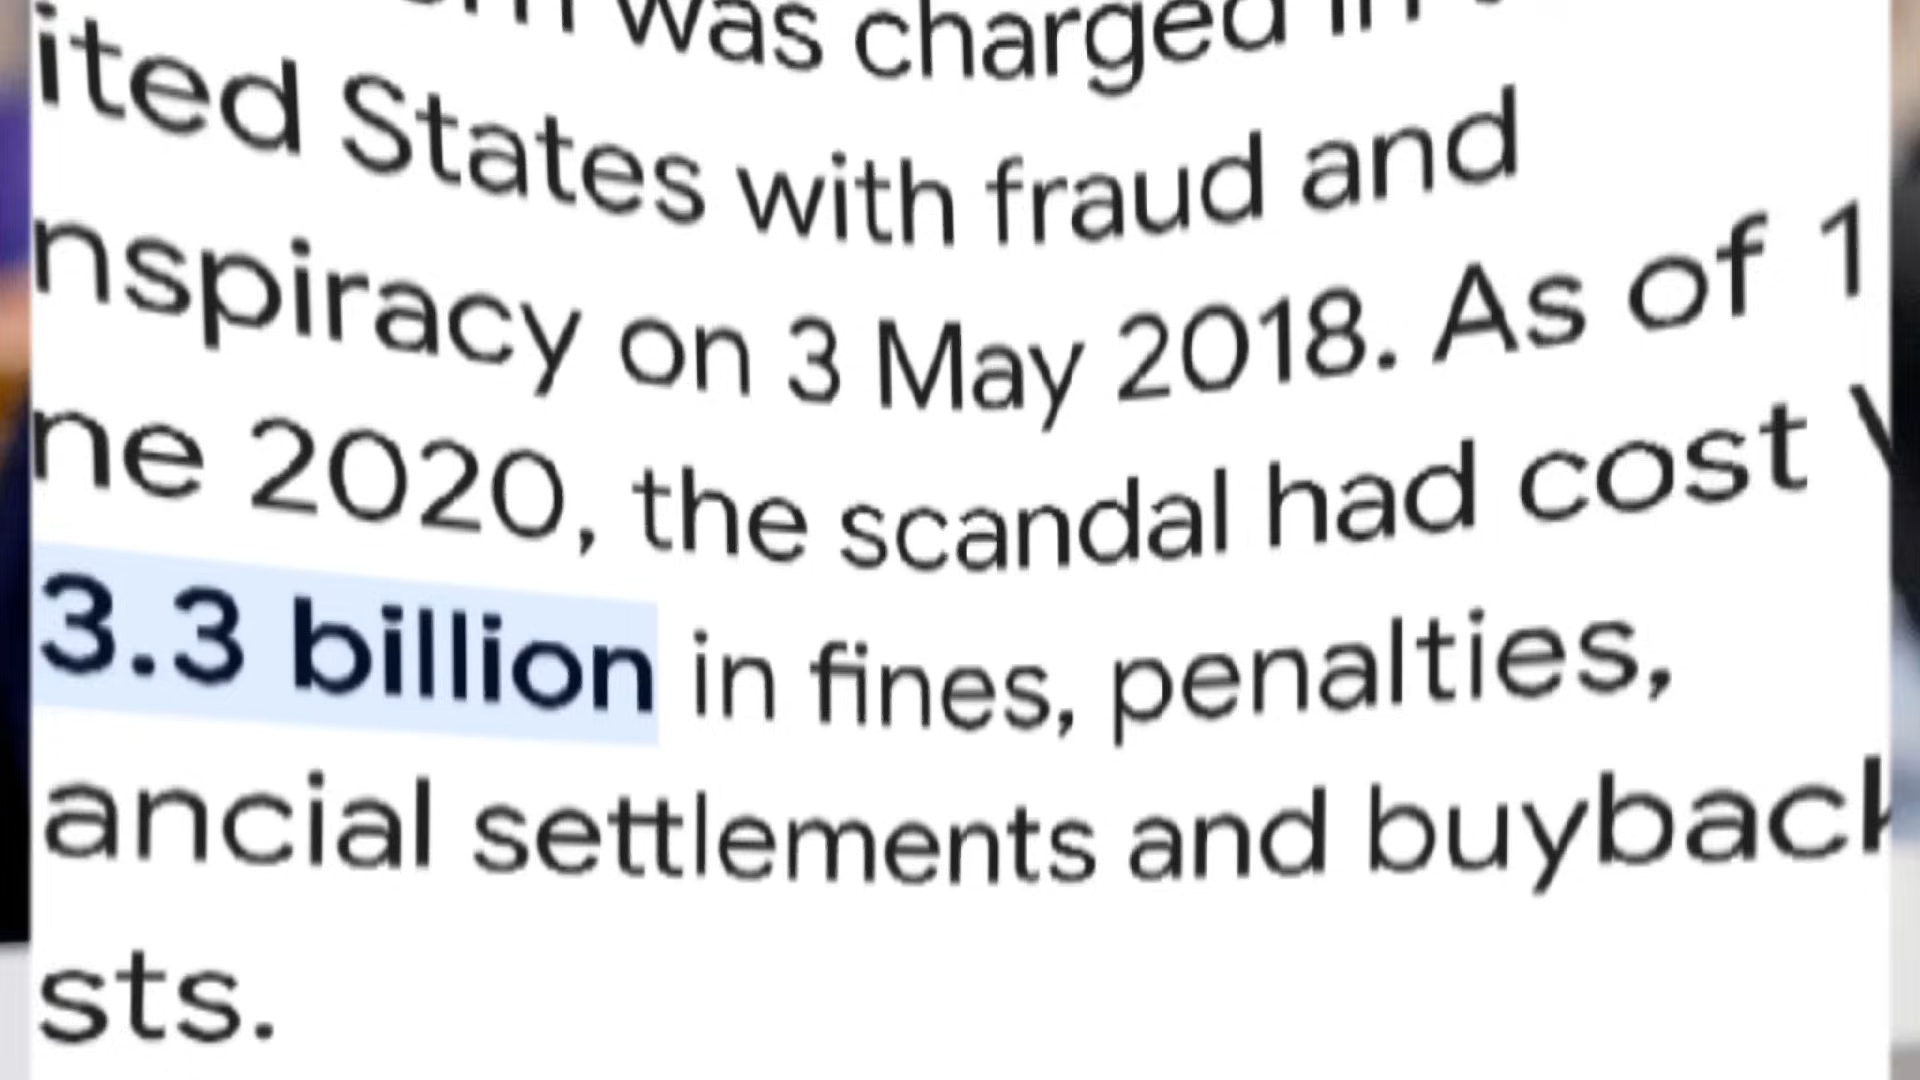 was charged in
ited States with fraud and
nspiracy on 3 May 2018. As of 1
ne 2020, the scandal had cost V
3.3 billion in fines, penalties,
ancial settlements and buyback
sts.